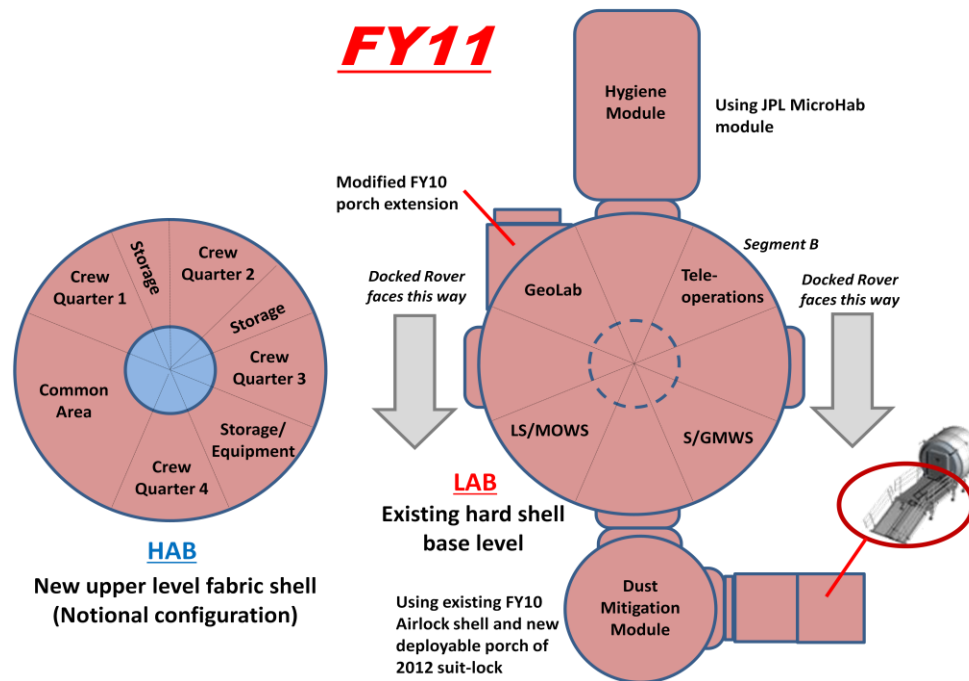 FY11
Hygiene
Module
Using JPL MicroHab
module
Modified FY10
porch extension
Segment B
Docked Rover
faces this way
GeoLab
Tele-
operations
Docked Rover
faces this way
LS/MOWS
S/GMWS
LAB
Existing hard shell
base level
Crew
Quarter 1
Storage
Crew
Quarter 2
Storage
Crew
Quarter 3
Common
Area
Storage/
Equipment
Crew
Quarter 4
HAB
New upper level fabric shell
(Notional configuration)
Using existing FY10
Airlock shell and new
deployable porch of
2012 suit-lock
Dust
Mitigation
Module